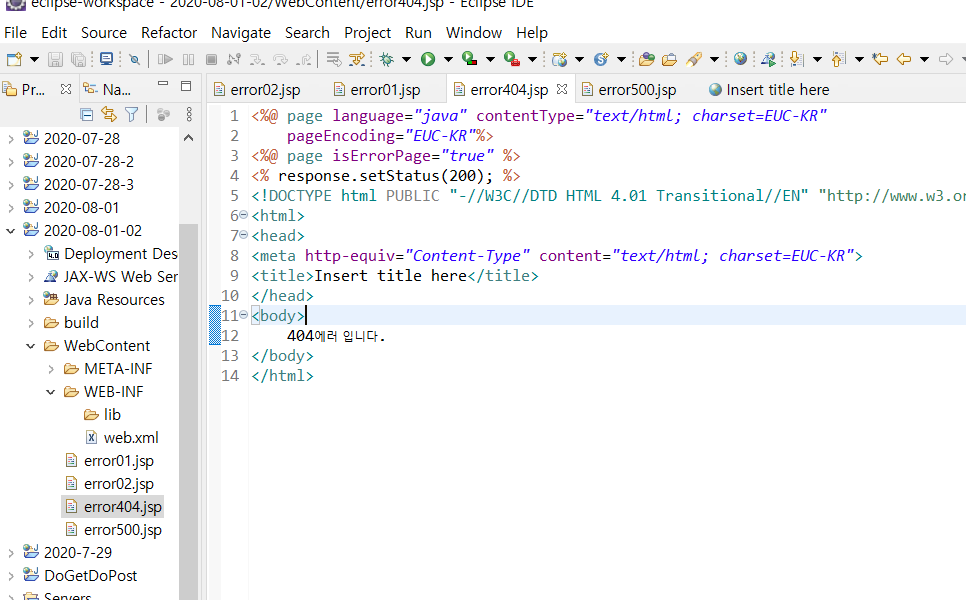 eclipse-workspace - 2020-08-01-02/WebContent/error404.jsp - Eclipse IDE
File Edit Source Refactor Navigate Search Project Run Window Help
Pr... Na...
error02.jsp error01.jsp error404.jsp error500.jsp Insert title here
2020-07-28
2020-07-28-2
2020-07-28-3
2020-08-01
2020-08-01-02
Deployment Des
JAX-WS Web Ser
Java Resources
build
WebContent
META-INF
WEB-INF
lib
web.xml
error01.jsp
error02.jsp
error404.jsp
error500.jsp
2020-7-29
DoGetDoPost
Servers
1 <%@ page language="java" contentType="text/html; charset=EUC-KR"
2 pageEncoding="EUC-KR"%>
3 <%@ page isErrorPage="true" %>
4 <% response.setStatus(200); %>
5 <!DOCTYPE html PUBLIC "-//W3C//DTD HTML 4.01 Transitional//EN" "http://www.w3.or
6 <html>
7 <head>
8 <meta http-equiv="Content-Type" content="text/html; charset=EUC-KR">
9 <title>Insert title here</title>
10 </head>
11 <body>
12 404에러 입니다.
13 </body>
14 </html>